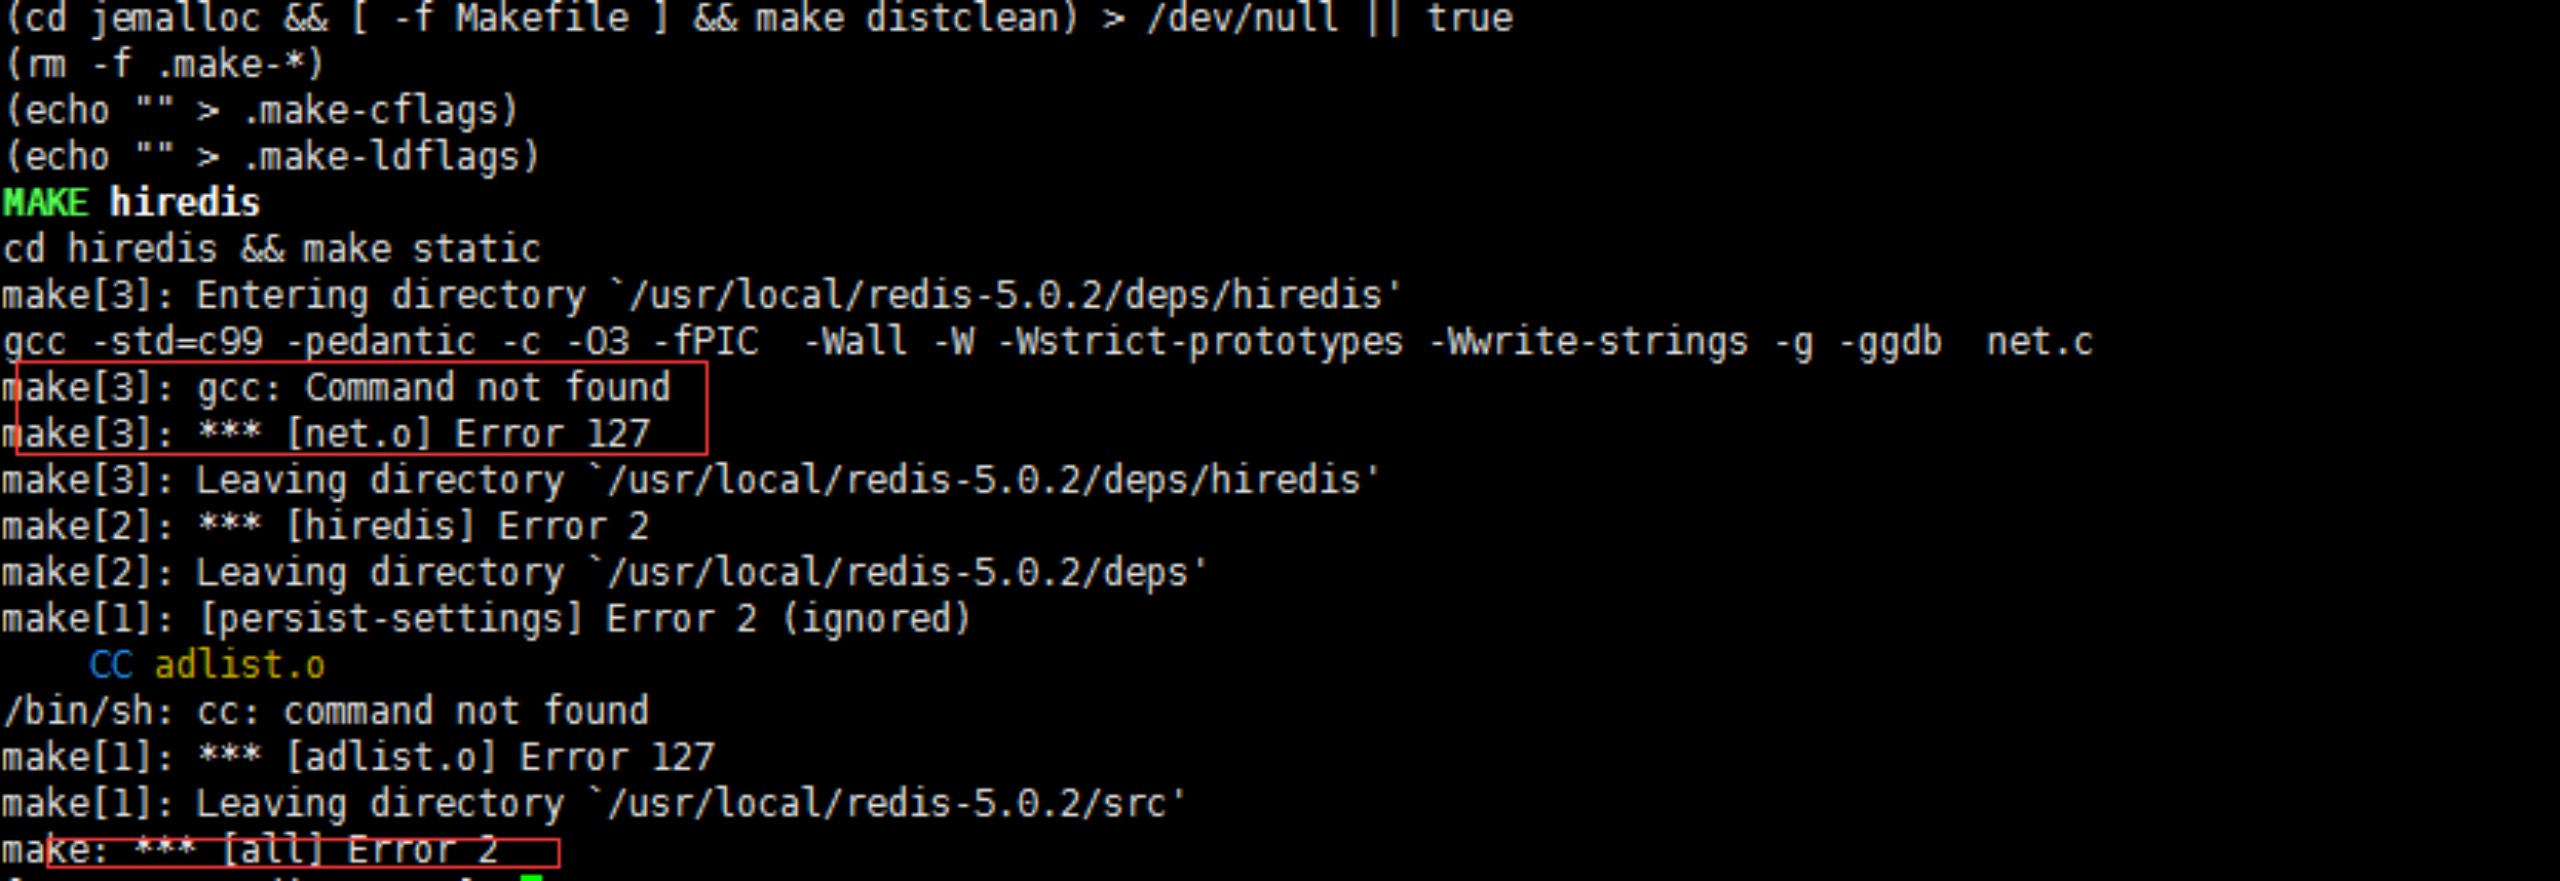 (cd jemalloc && [ -f Makefile ] && make distclean) > /dev/null || true
(rm -f .make-*)
(echo "" > .make-cflags)
(echo "" > .make-ldflags)
MAKE hiredis
cd hiredis && make static
make[3]: Entering directory `/usr/local/redis-5.0.2/deps/hiredis'
gcc -std=c99 -pedantic -c -O3 -fPIC  -Wall -W -Wstrict-prototypes -Wwrite-strings -g -ggdb  net.c
make[3]: gcc: Command not found
make[3]: *** [net.o] Error 127
make[3]: Leaving directory `/usr/local/redis-5.0.2/deps/hiredis'
make[2]: *** [hiredis] Error 2
make[2]: Leaving directory `/usr/local/redis-5.0.2/deps'
make[1]: [persist-settings] Error 2 (ignored)
    CC adlist.o
/bin/sh: cc: command not found
make[1]: *** [adlist.o] Error 127
make[1]: Leaving directory `/usr/local/redis-5.0.2/src'
make: *** [all] Error 2